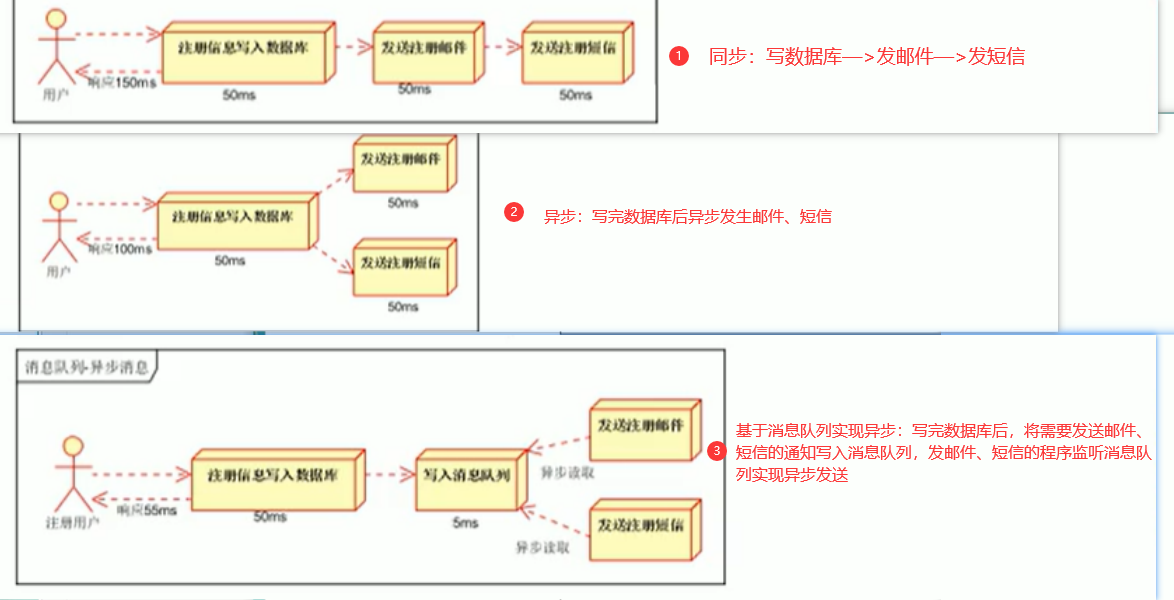 注册信息写入数据库
发送注册邮件
发送注册短信
响应150ms
用户
50ms
50ms
50ms
1
同步：写数据库—>发邮件—>发短信
发送注册邮件
50ms
注册信息写入数据库
响应100ms
用户
50ms
发送注册短信
50ms
2
异步：写完数据库后异步发生邮件、短信
消息队列-异步消息
发送注册邮件
注册信息写入数据库
写入消息队列
异步读取
响应55ms
注册用户
50ms
5ms
发送注册短信
异步读取
3
基于消息队列实现异步：写完数据库后，将需要发送邮件、
短信的通知写入消息队列，发邮件、短信的程序监听消息队
列实现异步发送